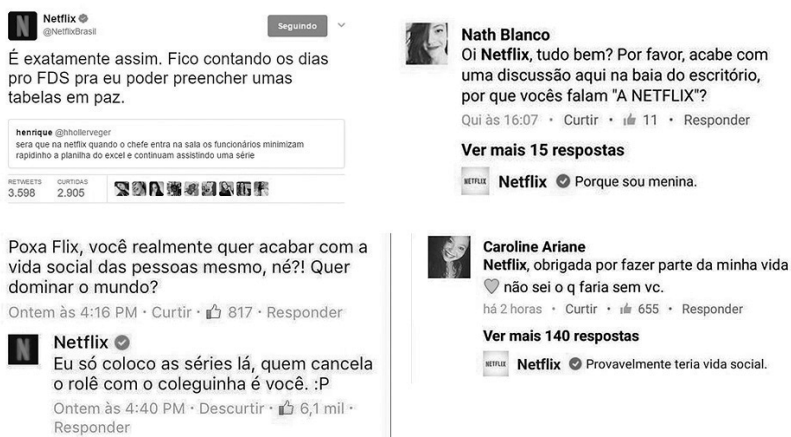 Netflix
@NetflixBrasil
Seguindo
É exatamente assim. Fico contando os dias
pro FDS pra eu poder preencher umas
tabelas em paz.
henrique @hhollerveger
sera que na netflix quando o chefe entra na sala os funcionários minimizam
rapidinho a planilha do excel e continuam assistindo uma série
RETWEETS CURTIDAS
3.598 2.905
Nath Blanco
Oi Netflix, tudo bem? Por favor, acabe com
uma discussão aqui na baia do escritório,
por que vocês falam "A NETFLIX"?
Qui às 16:07 · Curtir · 11 · Responder
Ver mais 15 respostas
NETFLIX Netflix Porque sou menina.
Poxa Flix, você realmente quer acabar com a
vida social das pessoas mesmo, né?! Quer
dominar o mundo?
Ontem às 4:16 PM · Curtir · 817 · Responder
Netflix
Eu só coloco as séries lá, quem cancela
o rolê com o coleguinha é você. :P
Ontem às 4:40 PM · Descurtir · 6,1 mil ·
Responder
Caroline Ariane
Netflix, obrigada por fazer parte da minha vida
não sei o q faria sem vc.
há 2 horas · Curtir · 655 · Responder
Ver mais 140 respostas
NETFLIX Netflix Provavelmente teria vida social.